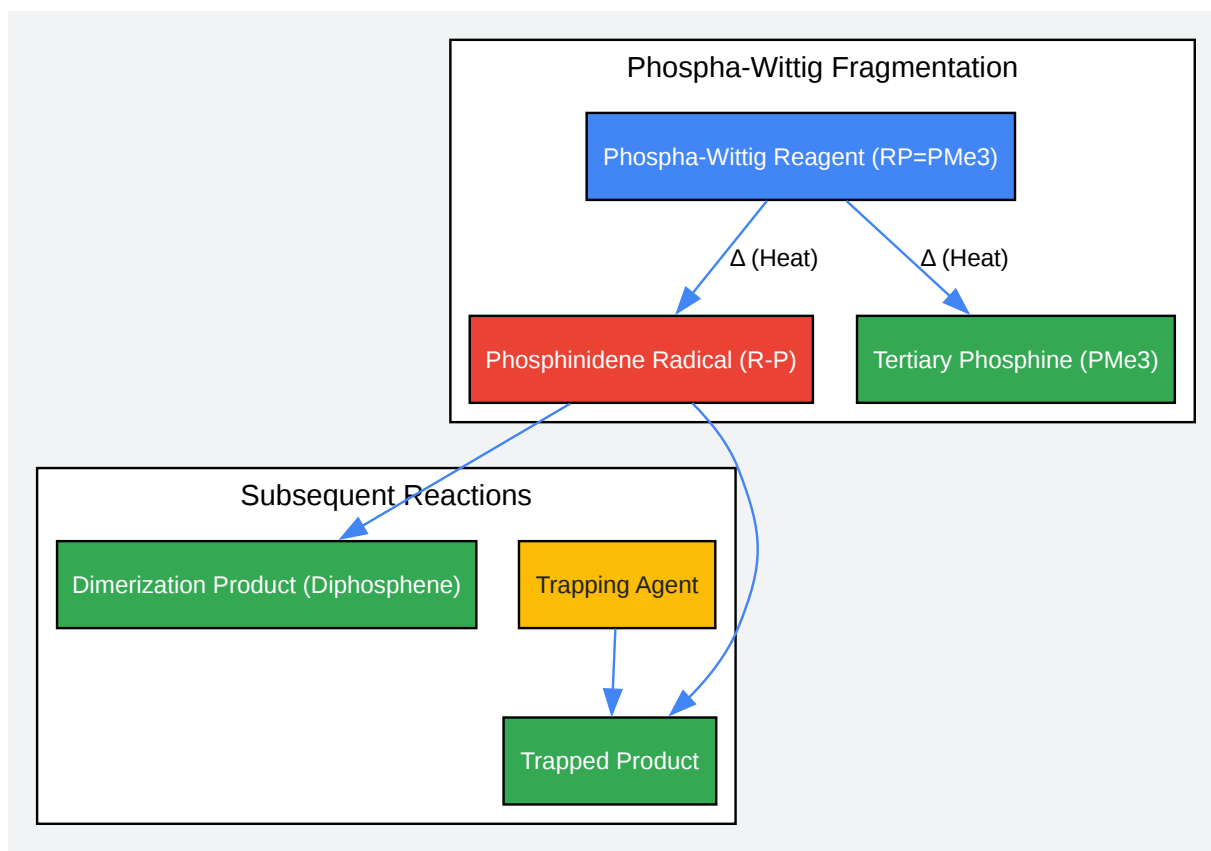 Phospha-Wittig Fragmentation
Phospha-Wittig Reagent (RP=PMe3)
Δ (Heat)
Δ (Heat)
Phosphinidene Radical (R-P)
Tertiary Phosphine (PMe3)
Subsequent Reactions
Dimerization Product (Diphosphene)
Trapping Agent
Trapped Product